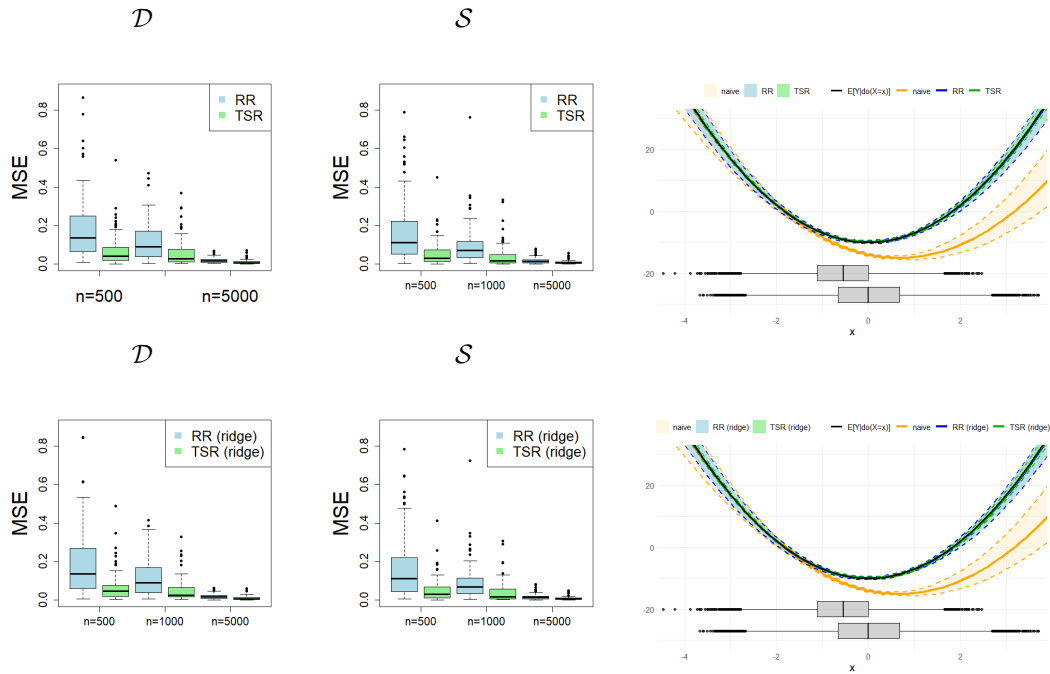 𝒟
𝒮
MSE
0.8
0.6
0.4
0.2
0.0
RR
TSR
n=500
n=5000
MSE
0.8
0.6
0.4
0.2
0.0
RR
TSR
n=500
n=1000
n=5000
naive RR TSR E[Y|do(X=x)] naive RR TSR
20
0
-20
-4 -2 0 2
x
𝒟
𝒮
MSE
0.8
0.6
0.4
0.2
0.0
RR (ridge)
TSR (ridge)
n=500
n=1000
n=5000
MSE
0.8
0.6
0.4
0.2
0.0
RR (ridge)
TSR (ridge)
n=500
n=1000
n=5000
naive RR (ridge) TSR (ridge) E[Y|do(X=x)] naive RR (ridge) TSR (ridge)
20
0
-20
-4 -2 0 2
x